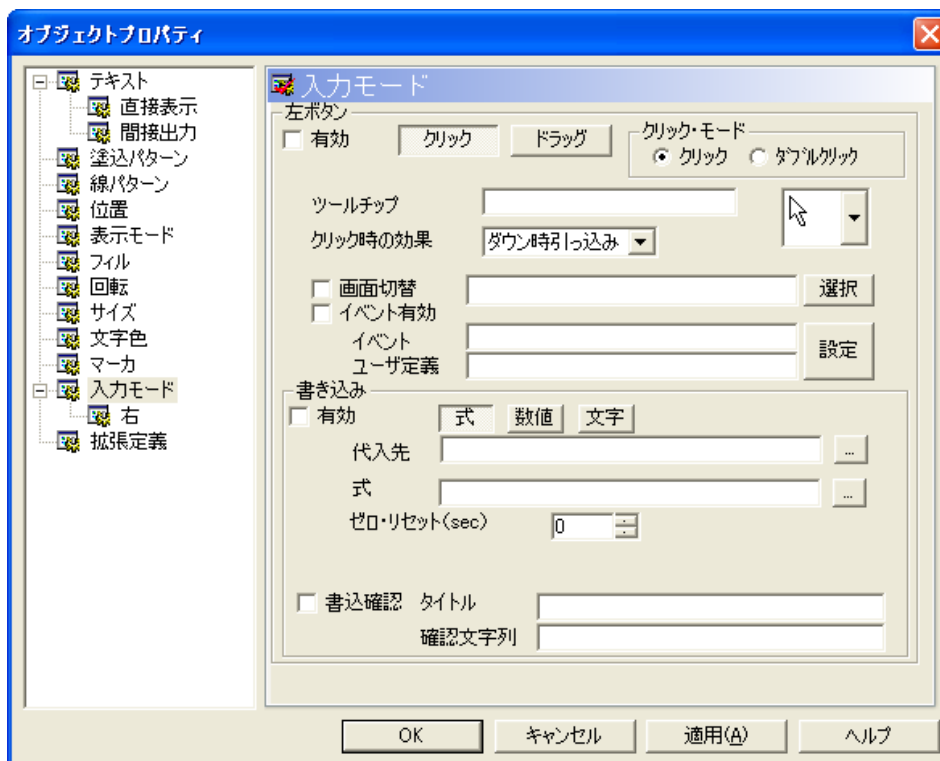 オブジェクトプロパティ
テキスト
直接表示
間接出力
塗込パターン
線パターン
位置
表示モード
フィル
回転
サイズ
文字色
マーカ
入力モード
右
拡張定義
入力モード
左ボタン
有効 クリック ドラッグ
クリック・モード
クリック ダブルクリック
ツールチップ
クリック時の効果 ダウン時引っ込み
画面切替 選択
イベント有効
イベント
ユーザ定義
設定
書き込み
有効 式 数値 文字
代入先 ...
式 ...
ゼロ・リセット(sec) 0
書込確認 タイトル
確認文字列
OK キャンセル 適用(A) ヘルプ